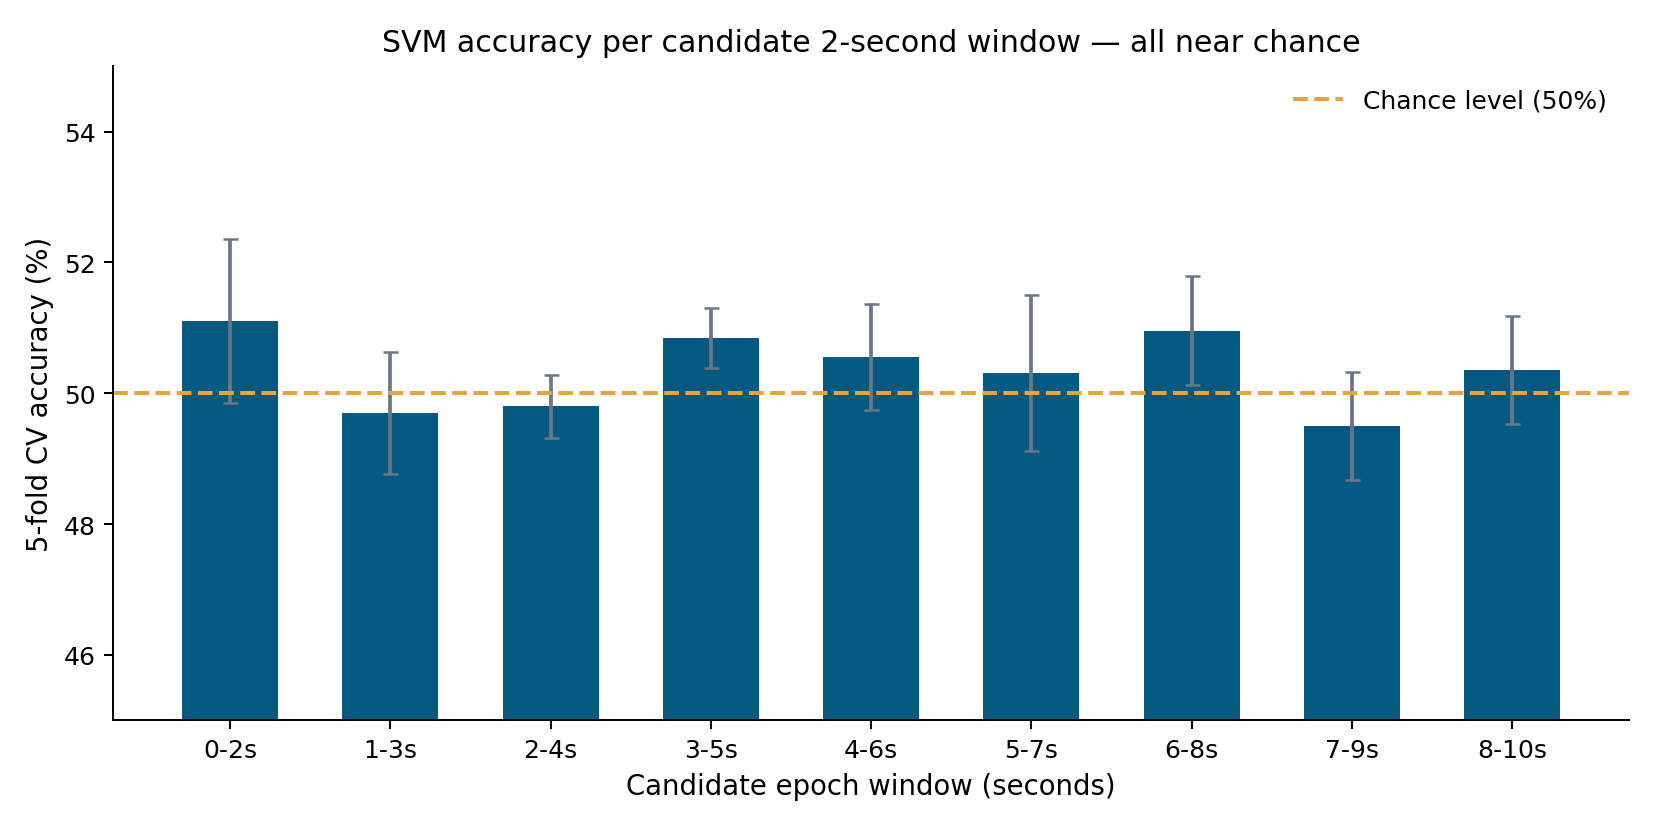 SVM accuracy per candidate 2-second window — all near chance
Chance level (50%)
5-fold CV accuracy (%)
54
52
50
48
46
0-2s 1-3s 2-4s 3-5s 4-6s 5-7s 6-8s 7-9s 8-10s
Candidate epoch window (seconds)